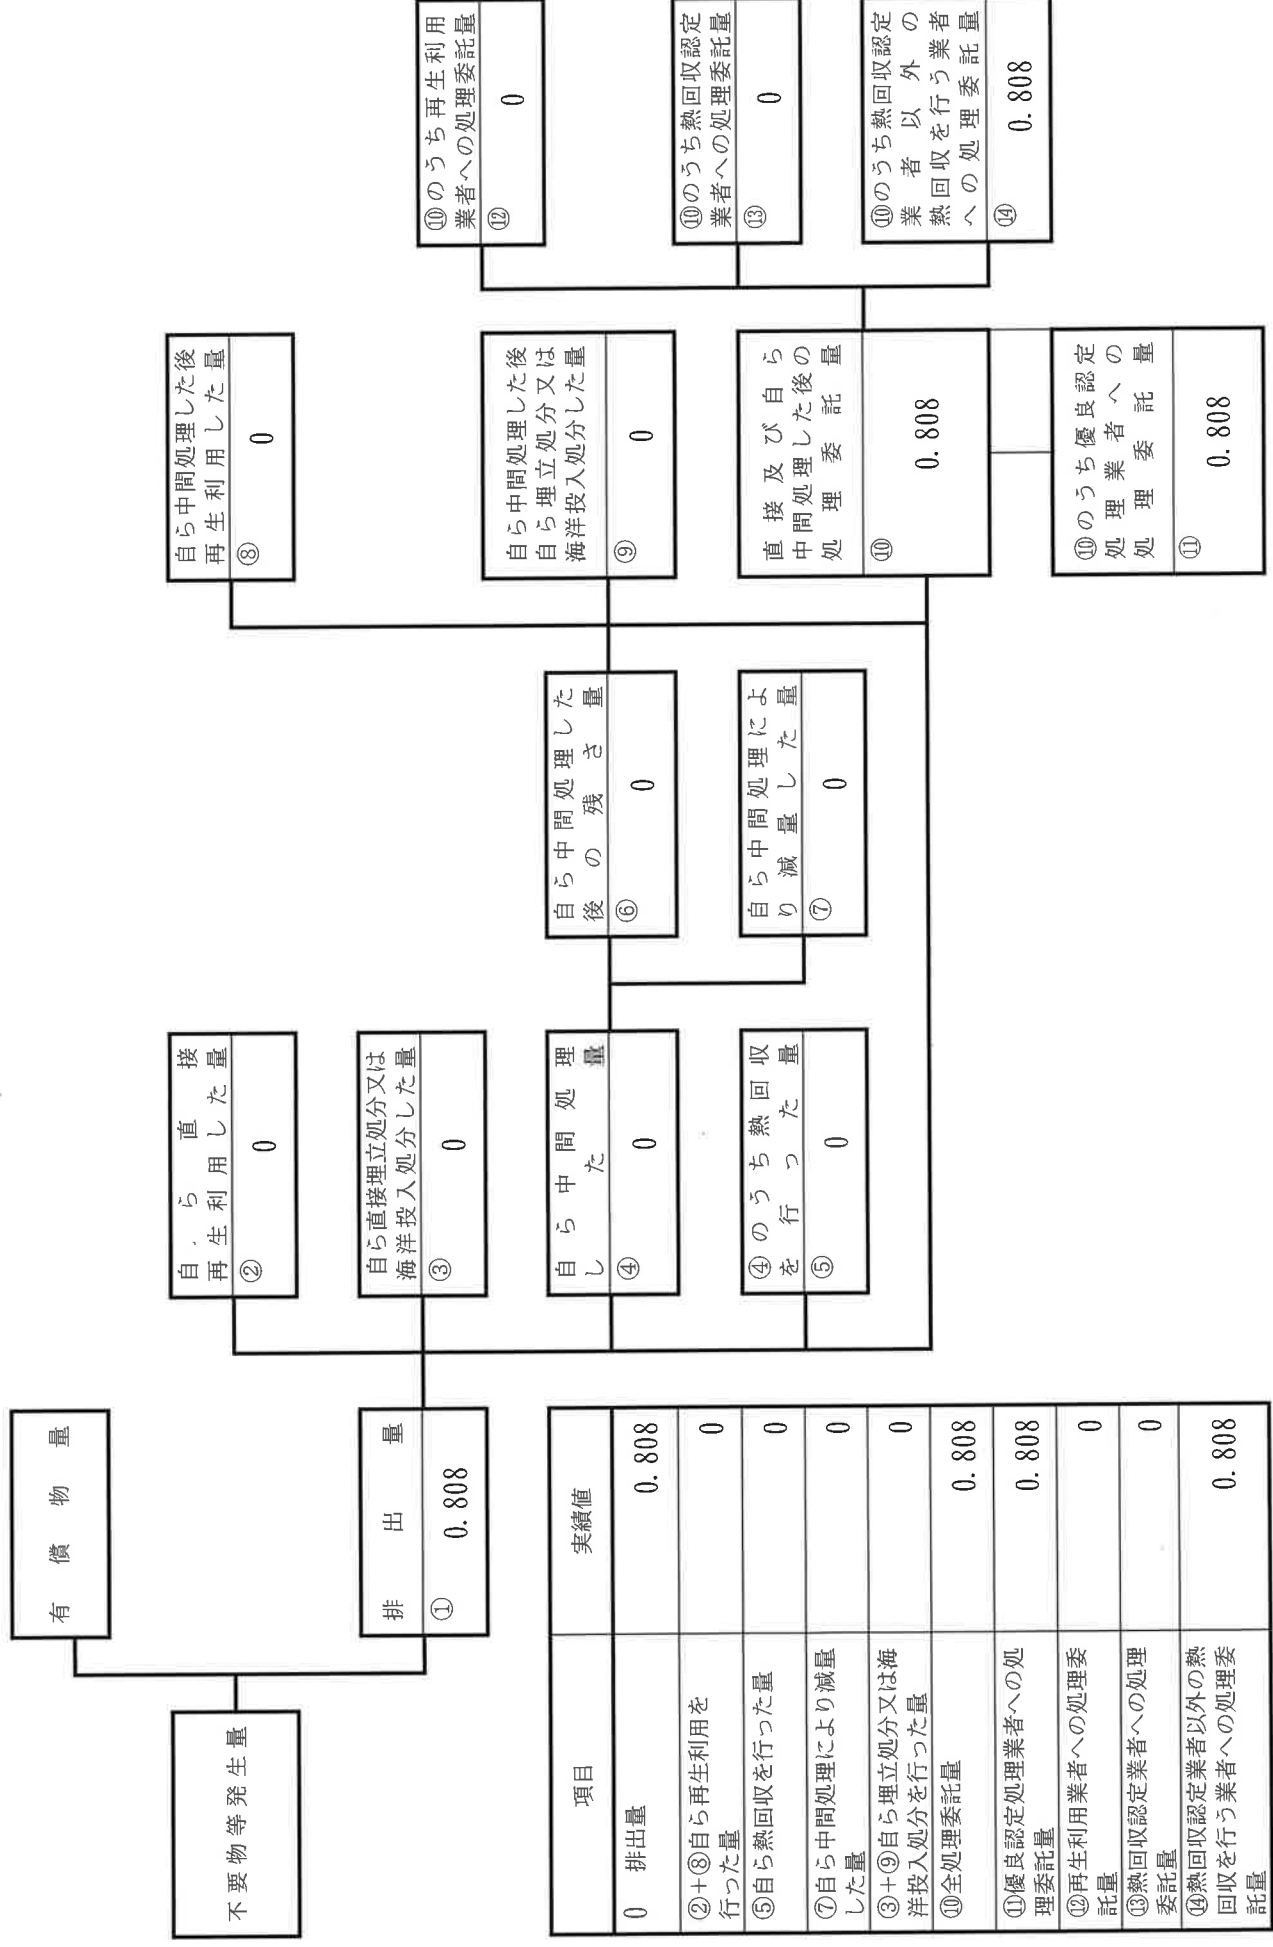 不要物等発生量
有償物量
排出量
① 0.808
自ら直接
再生利用した量
② 0
自ら直接埋立処分又は
海洋投入処分した量
③ 0
自ら中間処理
した量
④ 0
④のうち熱回収
を行った量
⑤ 0
自ら中間処理した
後の残さ量
⑥ 0
自ら中間処理によ
り減量した量
⑦ 0
自ら中間処理した後
再生利用した量
⑧ 0
自ら中間処理した後
自ら埋立処分又は
海洋投入処分した量
⑨ 0
直接及び自ら
中間処理した後の
処理委託量
⑩ 0.808
⑩のうち優良認定
処理業者への
処理委託量
⑪ 0.808
⑩のうち再生利用
業者への処理委託量
⑫ 0
⑩のうち熱回収認定
業者への処理委託量
⑬ 0
⑩のうち熱回収認定
業者以外の
熱回収を行う業者
への処理委託量
⑭ 0.808
項目 実績値
0 排出量 0.808
②+⑧自ら再生利用を
行った量 0
⑤自ら熱回収を行った量 0
⑦自ら中間処理により減量
した量 0
③+⑨自ら埋立処分又は海
洋投入処分を行った量 0
⑩全処理委託量 0.808
⑪優良認定処理業者への処
理委託量 0.808
⑫再生利用業者への処理委
託量 0
⑬熱回収認定業者への処理
委託量 0
⑭熱回収認定業者以外の熱
回収を行う業者への処理委
託量 0.808